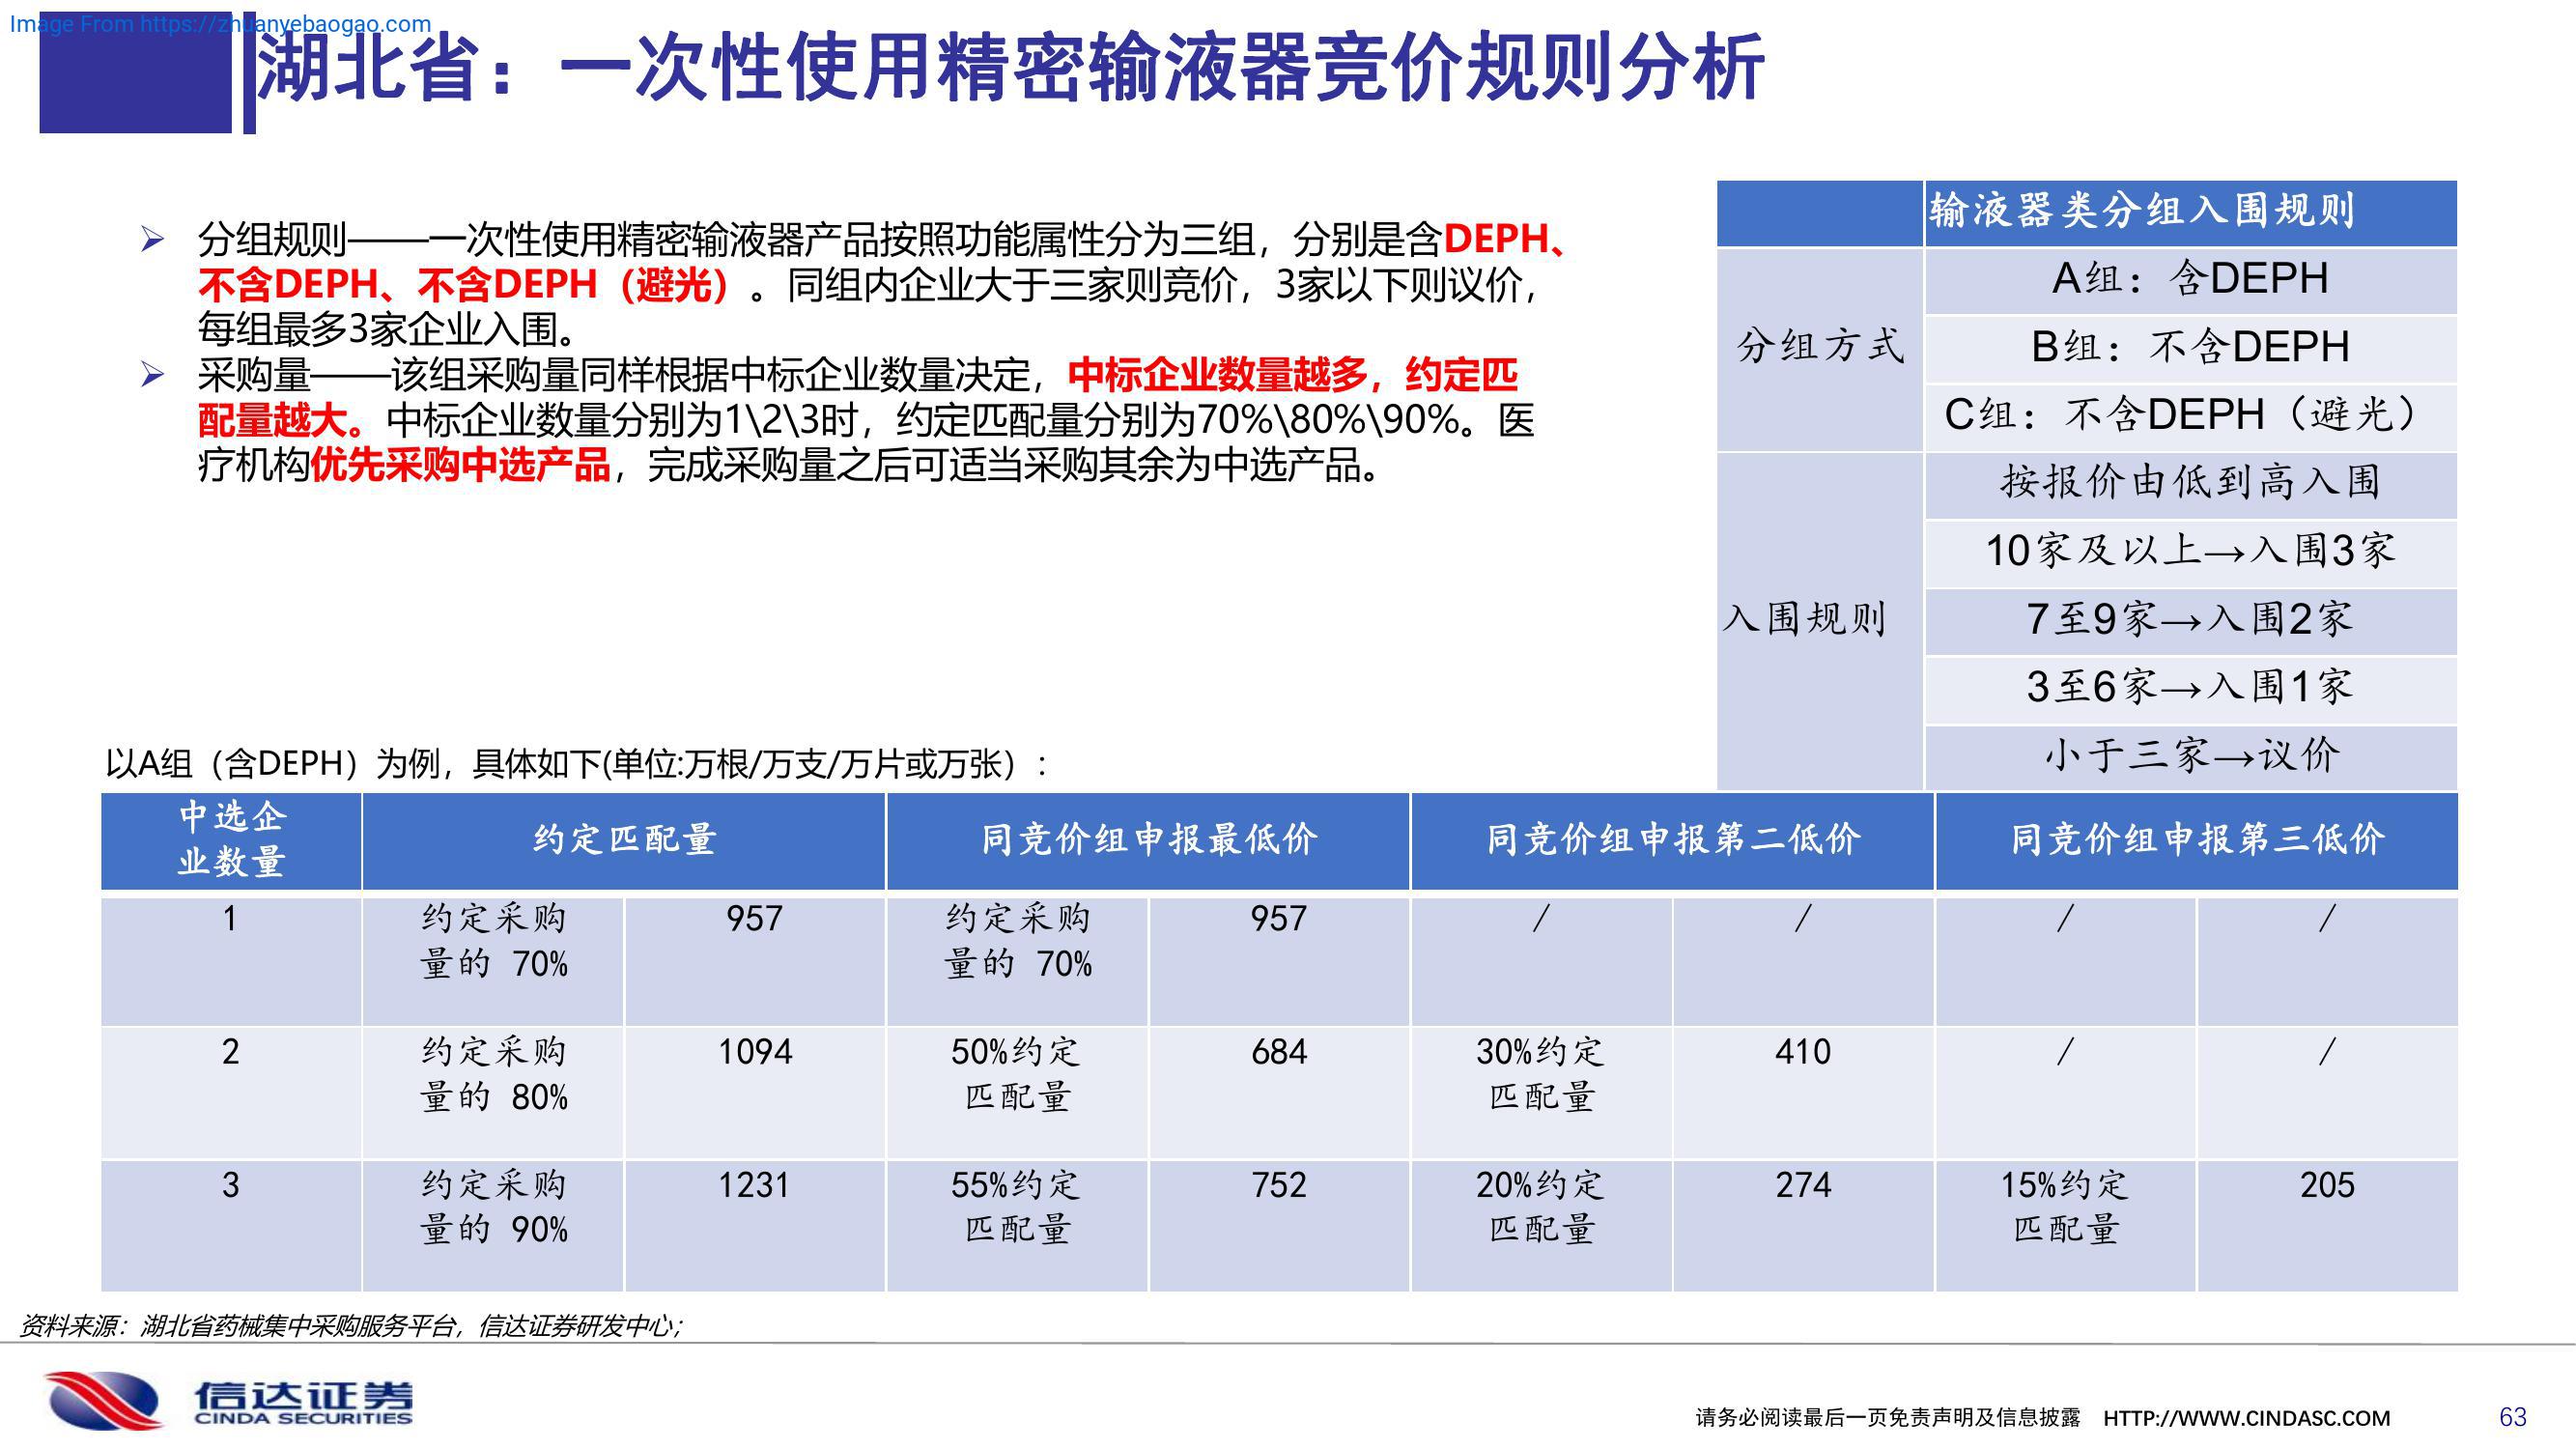 Image From https://zhuanyebaogao.com
湖北省：一次性使用精密输液器竞价规则分析
分组规则——一次性使用精密输液器产品按照功能属性分为三组，分别是含DEPH、
不含DEPH、不含DEPH（避光）。同组内企业大于三家则竞价，3家以下则议价，
每组最多3家企业入围。
采购量——该组采购量同样根据中标企业数量决定，中标企业数量越多，约定匹
配量越大。中标企业数量分别为1\2\3时，约定匹配量分别为70%\80%\90%。医
疗机构优先采购中选产品，完成采购量之后可适当采购其余为中选产品。
输液器类分组入围规则
分组方式
A组：含DEPH
B组：不含DEPH
C组：不含DEPH（避光）
入围规则
按报价由低到高入围
10家及以上→入围3家
7至9家→入围2家
3至6家→入围1家
小于三家→议价
以A组（含DEPH）为例，具体如下(单位:万根/万支/万片或万张）:
中选企
业数量
约定匹配量
同竞价组申报最低价
同竞价组申报第二低价
同竞价组申报第三低价
1
约定采购
量的 70%
957
约定采购
量的 70%
957
/
/
/
/
2
约定采购
量的 80%
1094
50%约定
匹配量
684
30%约定
匹配量
410
/
/
3
约定采购
量的 90%
1231
55%约定
匹配量
752
20%约定
匹配量
274
15%约定
匹配量
205
资料来源：湖北省药械集中采购服务平台，信达证券研发中心;
信达证券
CINDA SECURITIES
请务必阅读最后一页免责声明及信息披露 HTTP://WWW.CINDASC.COM 63